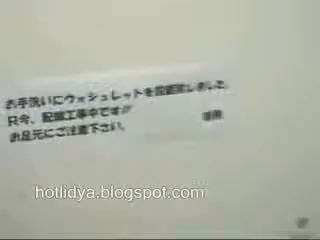 お手洗いにウォシュレットを設置致しました
只今、配線工事中です!!
お足元にご注意下さい。
hotlidya.blogspot.com